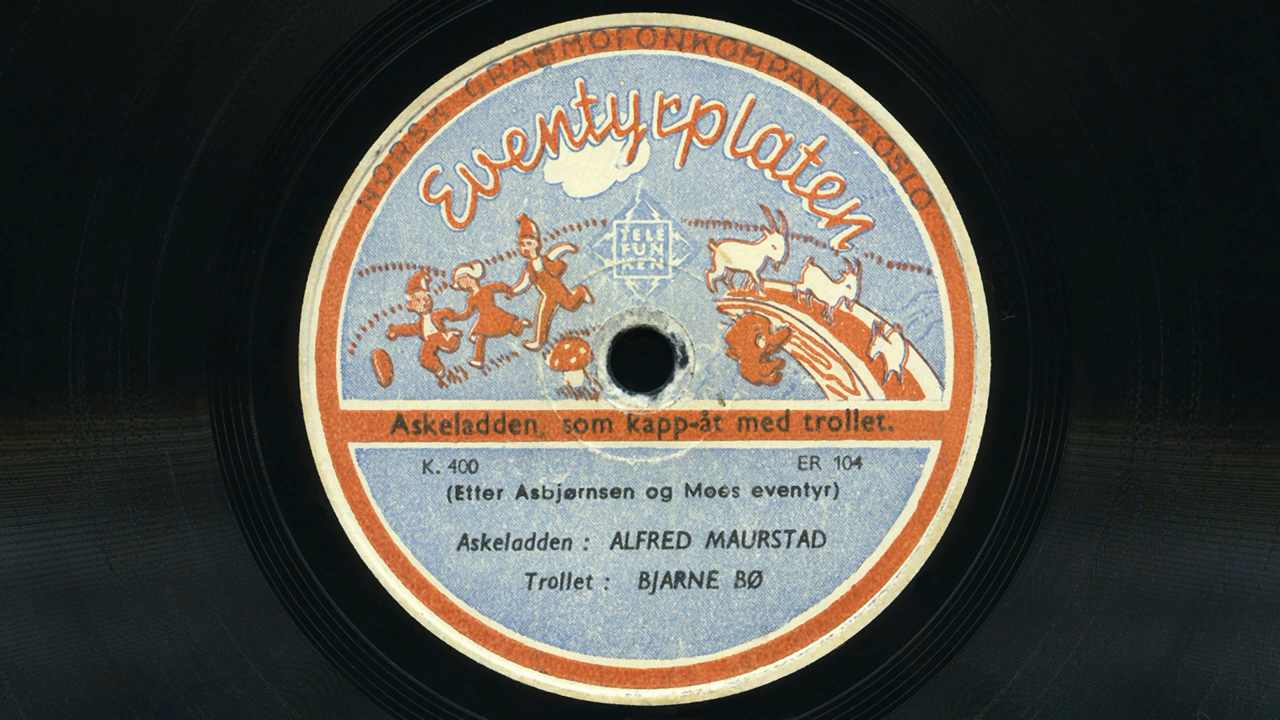 NORSK GRAMMOFONKOMPANI A/S OSLO
Eventyrplaten
TELE
FUN
KEN
Askeladden, som kapp-åt med trollet.
K. 400 ER 104
(Etter Asbjørnsen og Moes eventyr)
Askeladden : ALFRED MAURSTAD
Trollet : BJARNE BØ